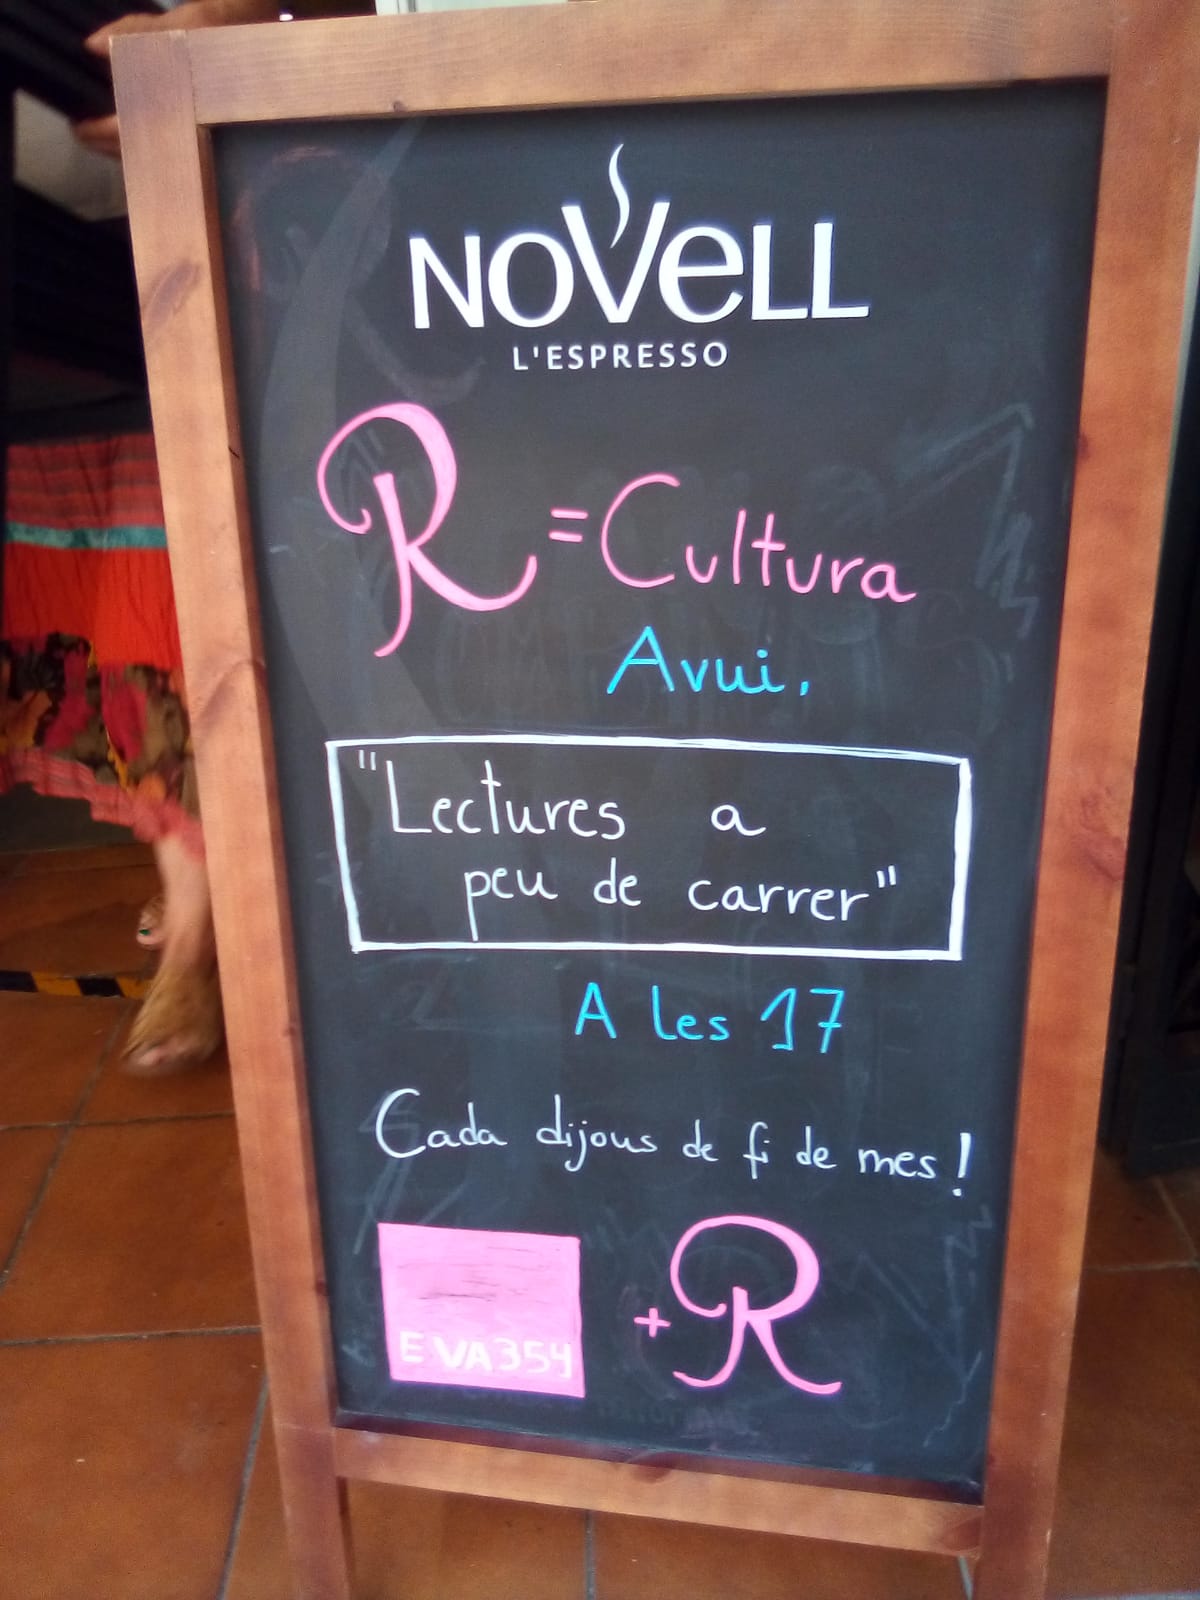 NOVeLL
L'ESPRESSO
R = Cultura
Avui,
"Lectures a
peu de carrer"
A les 17
Cada dijous de fi de mes!
EVA354
+ R